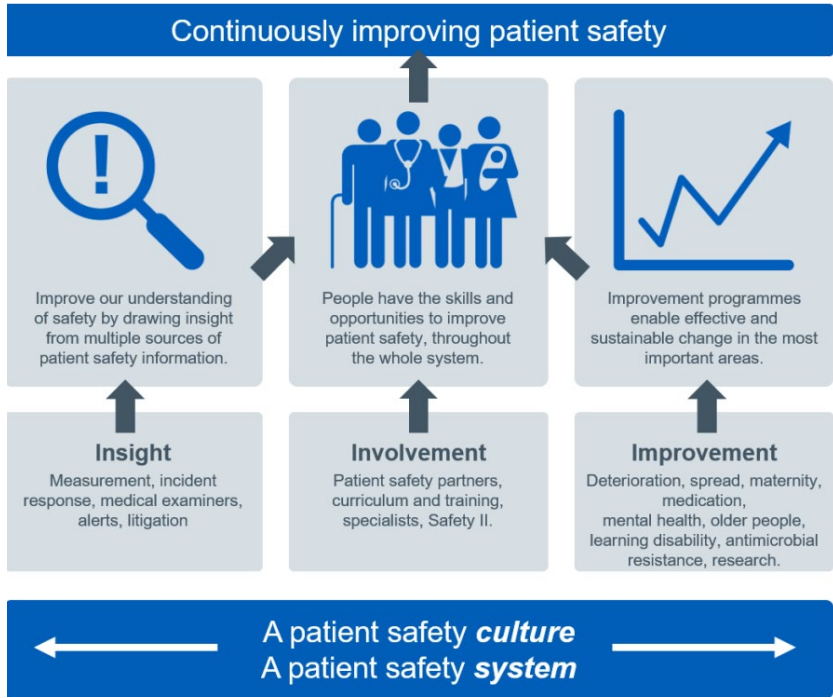 Continuously improving patient safety
!
Improve our understanding
of safety by drawing insight
from multiple sources of
patient safety information.
People have the skills and
opportunities to improve
patient safety, throughout
the whole system.
Improvement programmes
enable effective and
sustainable change in the most
important areas.
Insight
Measurement, incident
response, medical examiners,
alerts, litigation
Involvement
Patient safety partners,
curriculum and training,
specialists, Safety II.
Improvement
Deterioration, spread, maternity,
medication,
mental health, older people,
learning disability, antimicrobial
resistance, research.
A patient safety culture
A patient safety system